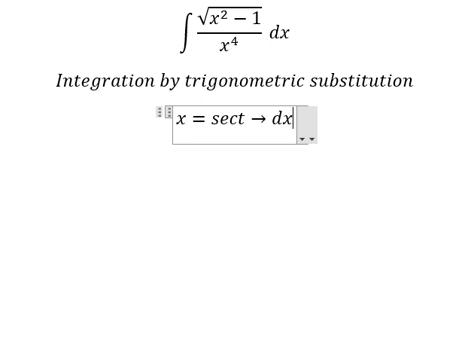 ∫ √(x² − 1) / x⁴ dx
Integration by trigonometric substitution
x = sect → dx